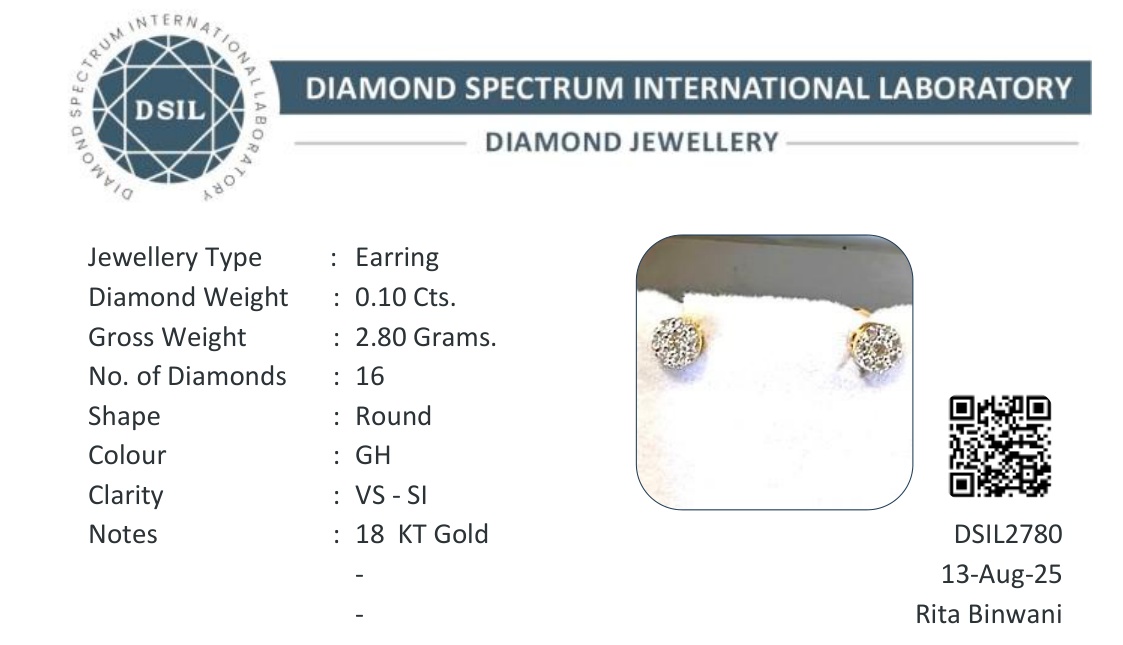 DIAMOND SPECTRUM INTERNATIONAL LABORATORY
DSIL
DIAMOND SPECTRUM INTERNATIONAL LABORATORY
DIAMOND JEWELLERY
Jewellery Type : Earring
Diamond Weight : 0.10 Cts.
Gross Weight : 2.80 Grams.
No. of Diamonds : 16
Shape : Round
Colour : GH
Clarity : VS - SI
Notes : 18 KT Gold
-
-
DSIL2780
13-Aug-25
Rita Binwani